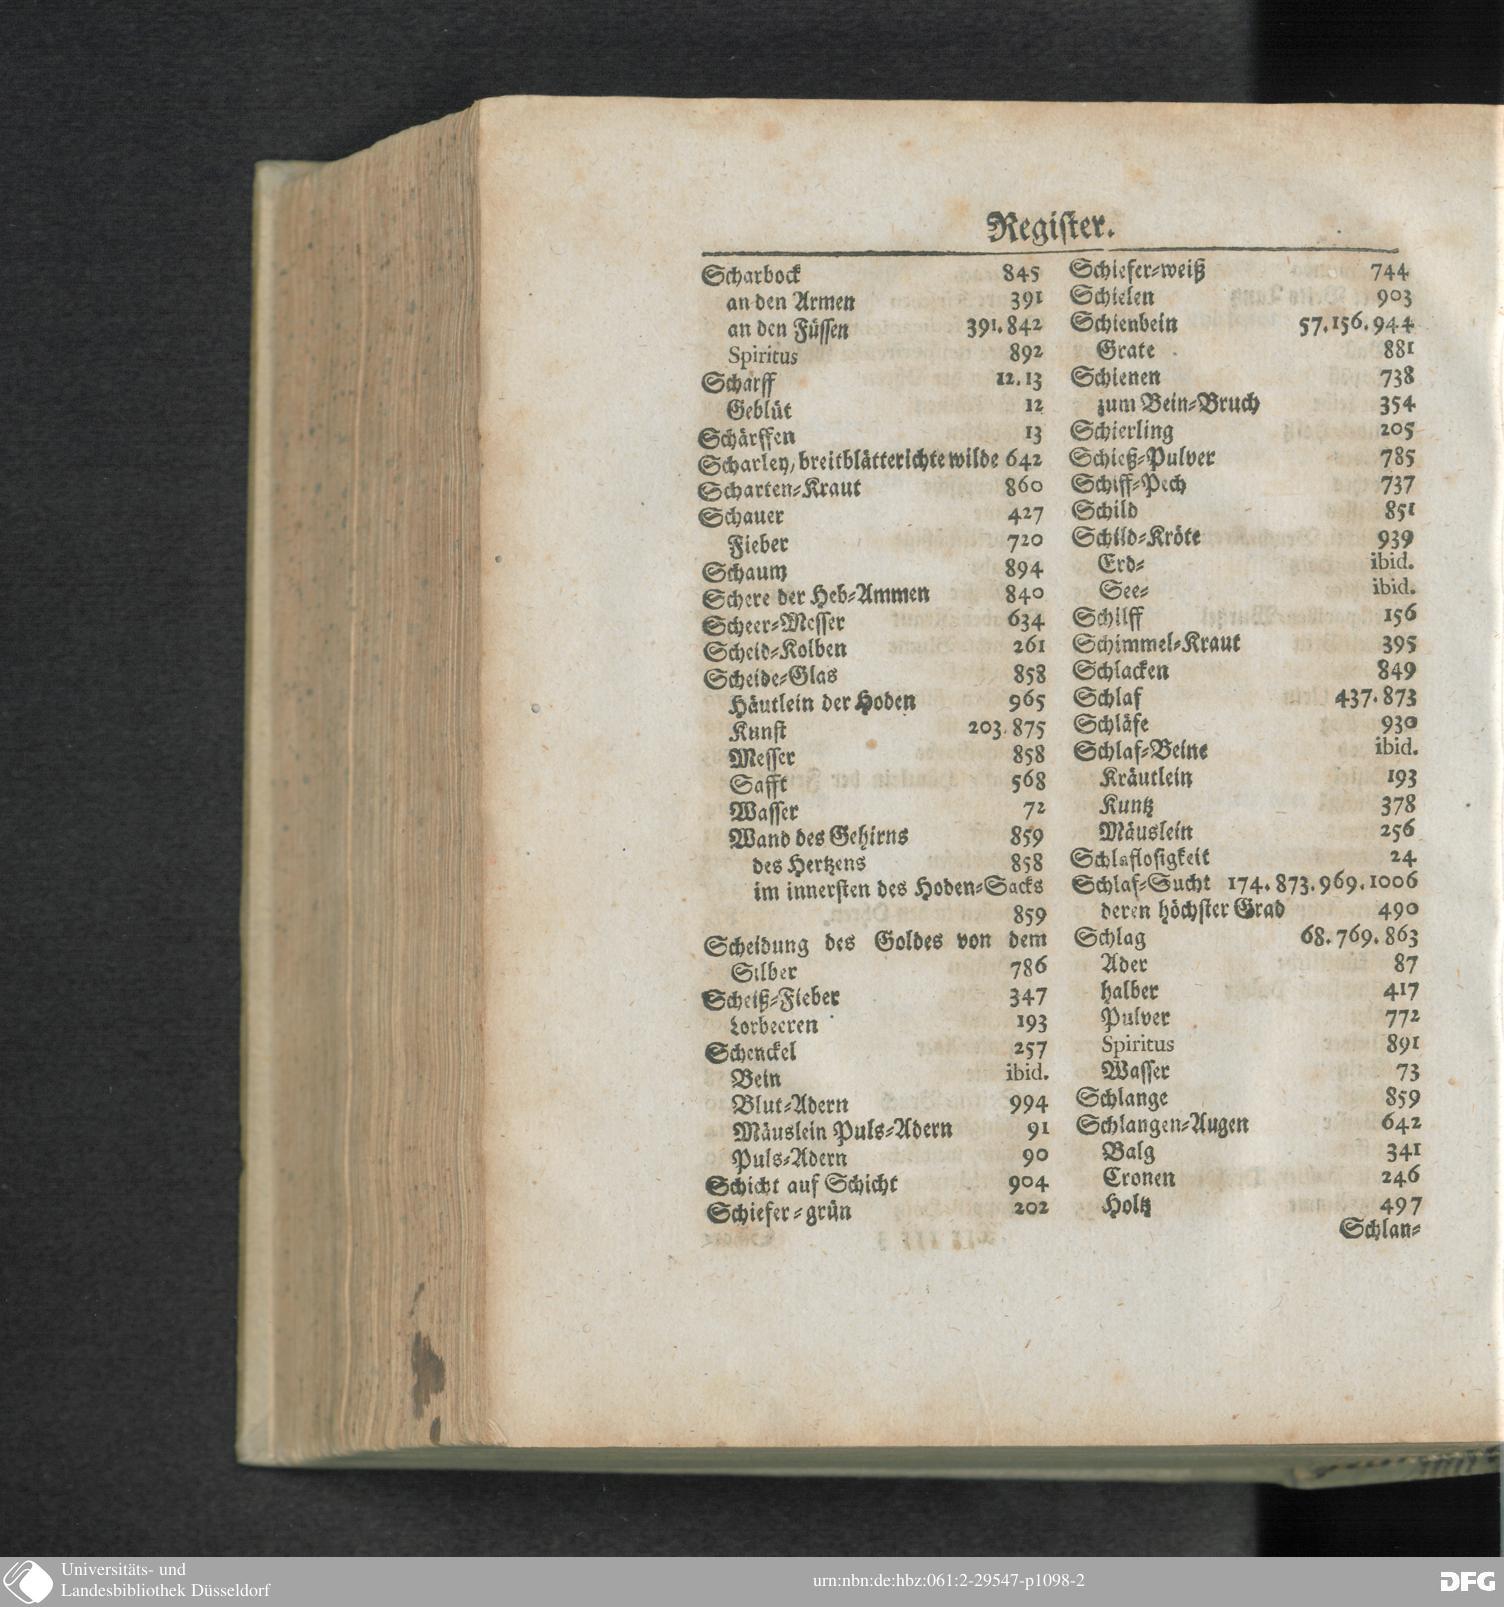 Register.
Scharbock 845
an den Armen 391
an den Füssen 391.842
Spiritus 892
Schärff 12.13
Geblüt 12
Schärffen 13
Scharley, breitblätterichte wilde 642
Scharten-Kraut 860
Schauer 427
Fieber 720
Schaum 894
Schere der Heb-Ammen 840
Scheer-Messer 634
Scheid-Kolben 261
Scheide-Glas 858
Häutlein der Hoden 965
Kunst 203.875
Messer 858
Safft 568
Wasser 72
Wand des Gehirns 859
des Hertzens 858
im innersten des Hoden-Sacks
859
Scheidung des Goldes von dem
Silber 786
Scheiß-Fieber 347
Lorbeeren 193
Schenckel 257
Bein ibid.
Blut-Adern 994
Mäuslein Puls-Adern 91
Puls-Adern 90
Schicht auf Schicht 904
Schiefer-grün 202
Schiefer-weiß 744
Schielen 903
Schienbein 57.156.944
Grate 881
Schienen 738
zum Bein-Bruch 354
Schierling 205
Schieß-Pulver 785
Schiff-Pech 737
Schild 851
Schild-Kröte 939
Erd- ibid.
See- ibid.
Schilff 156
Schimmel-Kraut 395
Schlacken 849
Schlaf 437.873
Schläfe 930
Schlaf-Beine ibid.
Kräutlein 193
Kuntz 378
Mäuslein 256
Schlaflosigkeit 24
Schlaf-Sucht 174.873.969.1006
deren höchster Grad 490
Schlag 68.769.863
Ader 87
halber 417
Pulver 772
Spiritus 891
Wasser 73
Schlange 859
Schlangen-Augen 642
Balg 341
Cronen 246
Holtz 497
Schlan-
Universitäts- und
Landesbibliothek Düsseldorf
urn:nbn:de:hbz:061:2-29547-p1098-2
DFG